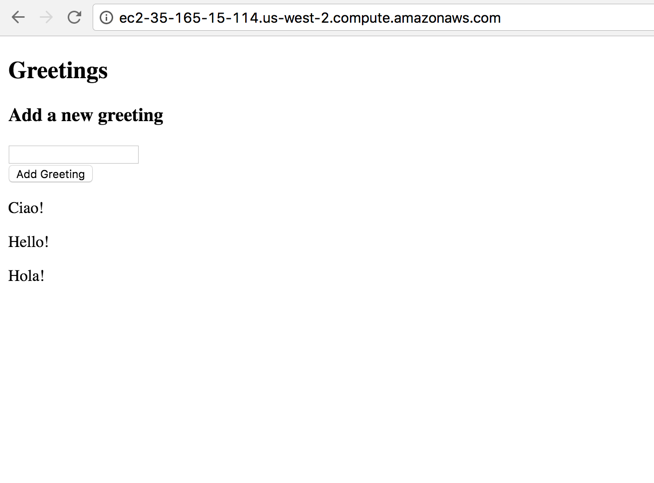 ec2-35-165-15-114.us-west-2.compute.amazonaws.com
Greetings
Add a new greeting
Add Greeting
Ciao!
Hello!
Hola!